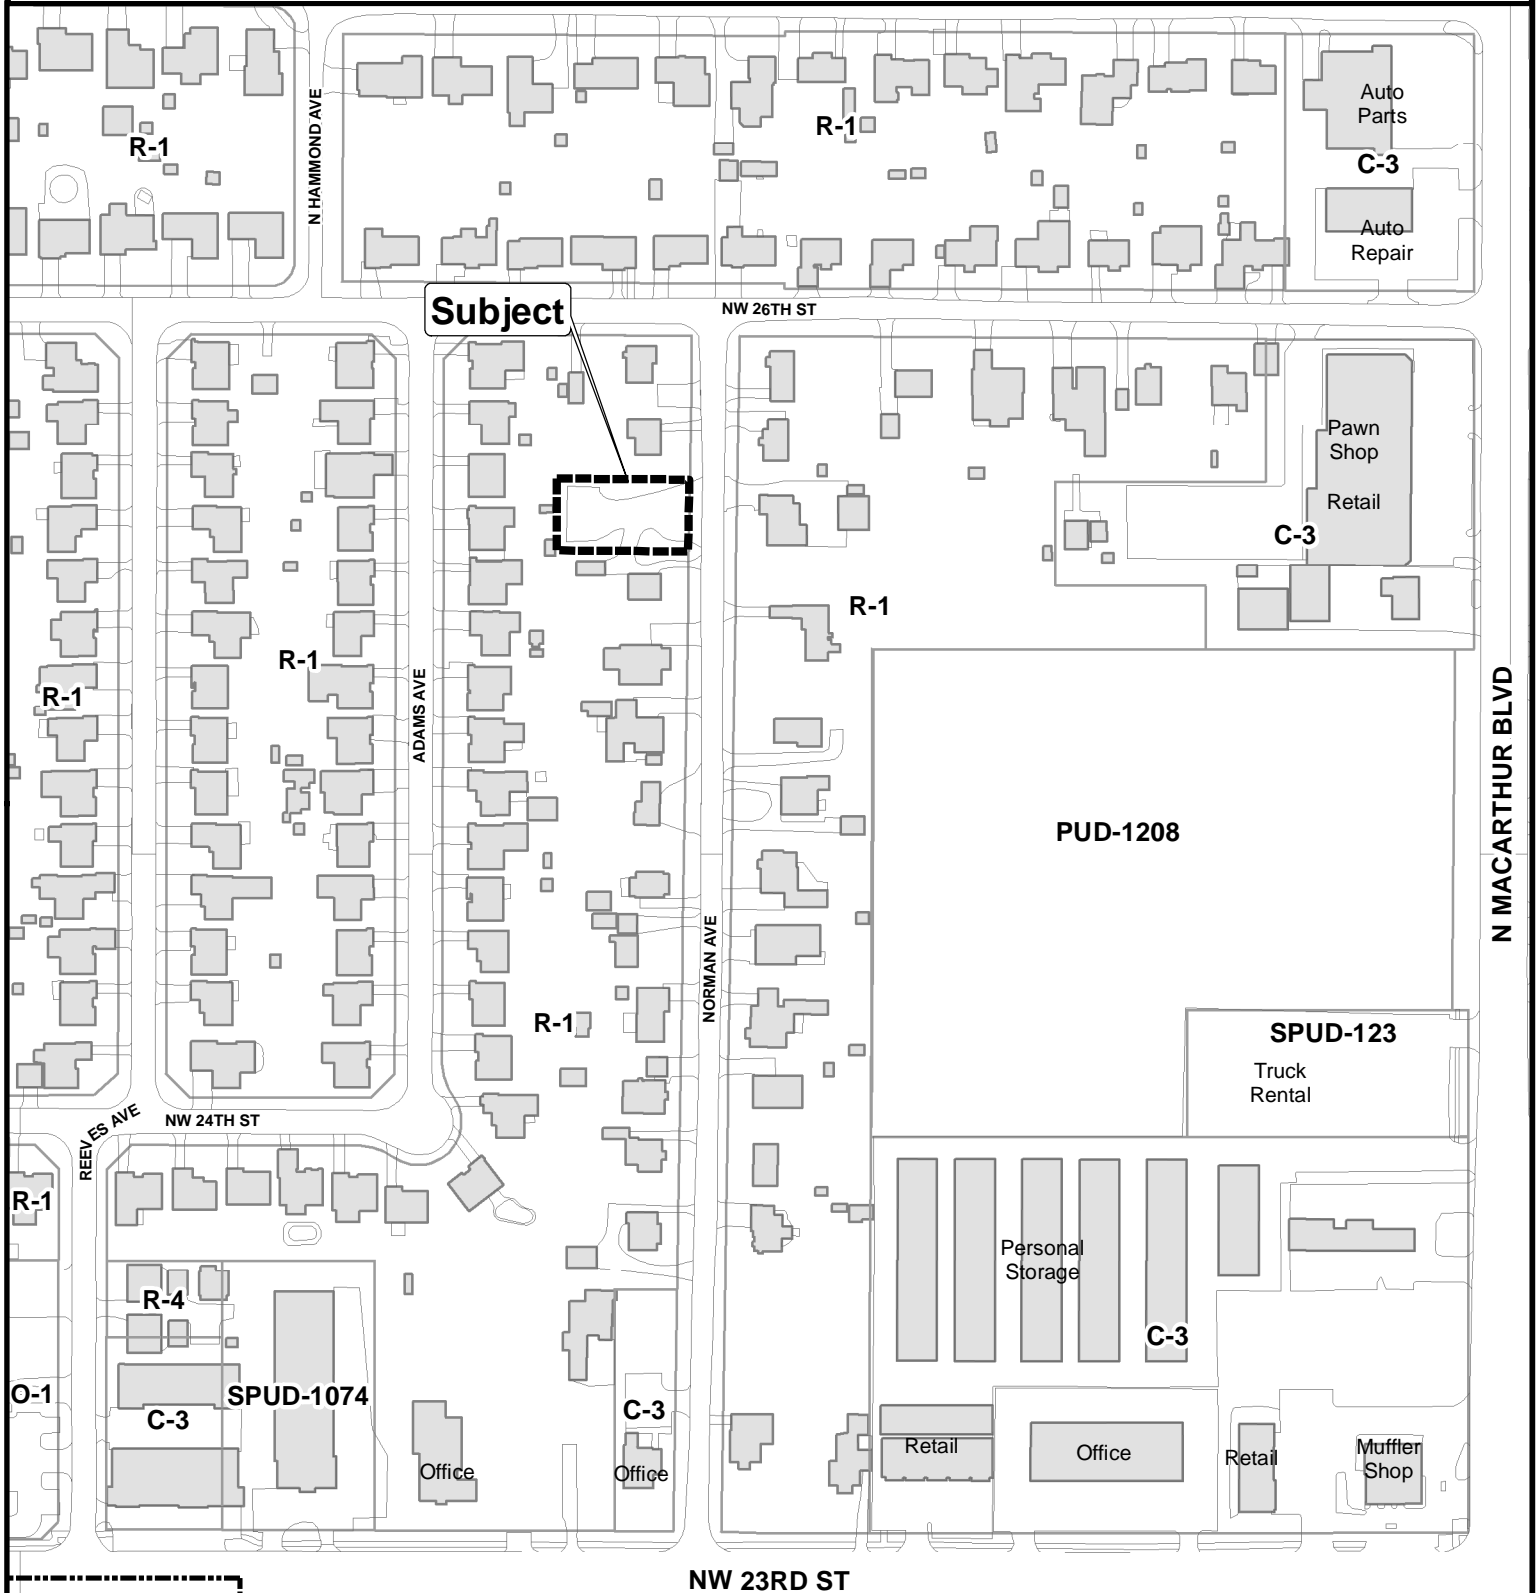 N HAMMOND AVE
R-1
R-1
Auto
Parts
C-3
Auto
Repair
Subject
NW 26TH ST
Pawn
Shop
Retail
C-3
R-1
R-1
R-1
ADAMS AVE
N MACARTHUR BLVD
PUD-1208
NORMAN AVE
R-1
SPUD-123
Truck
Rental
REEVES AVE
NW 24TH ST
R-1
Personal
Storage
R-4
C-3
O-1
SPUD-1074
C-3
C-3
Office
Office
Retail
Office
Retail
Muffler
Shop
NW 23RD ST